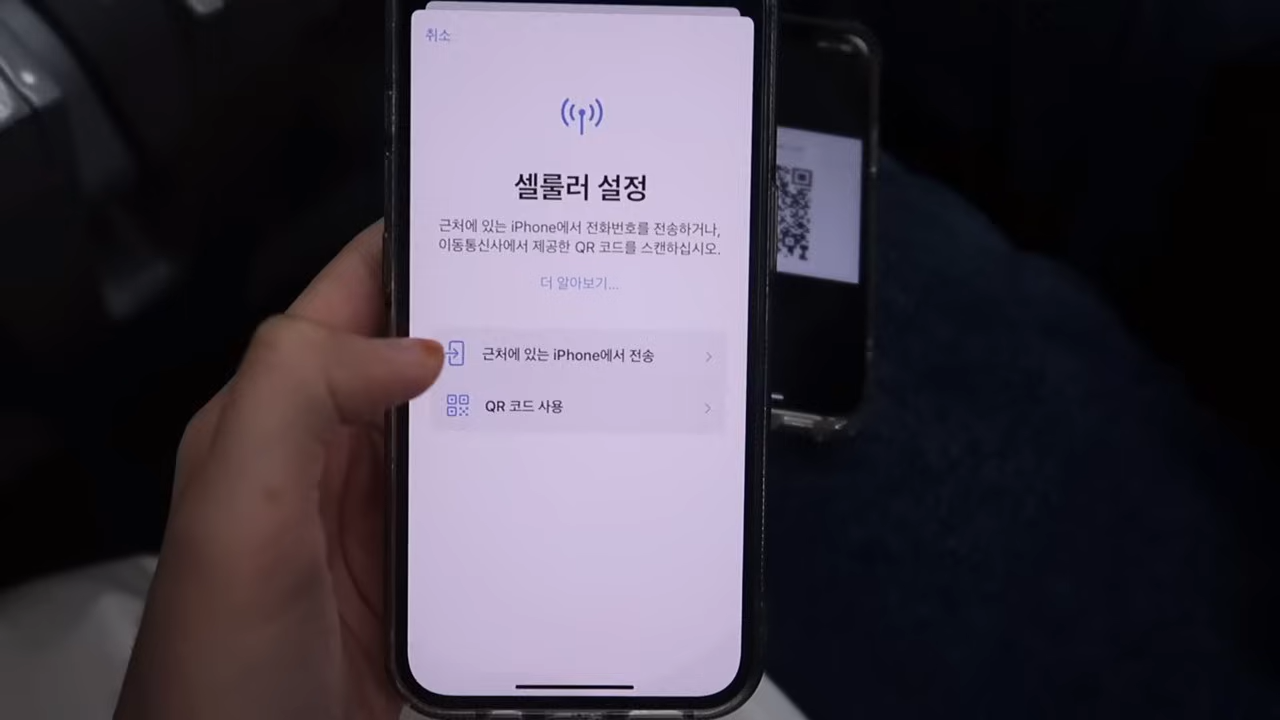 취소
셀룰러 설정
근처에 있는 iPhone에서 전화번호를 전송하거나,
이동통신사에서 제공한 QR 코드를 스캔하십시오.
더 알아보기...
근처에 있는 iPhone에서 전송
QR 코드 사용